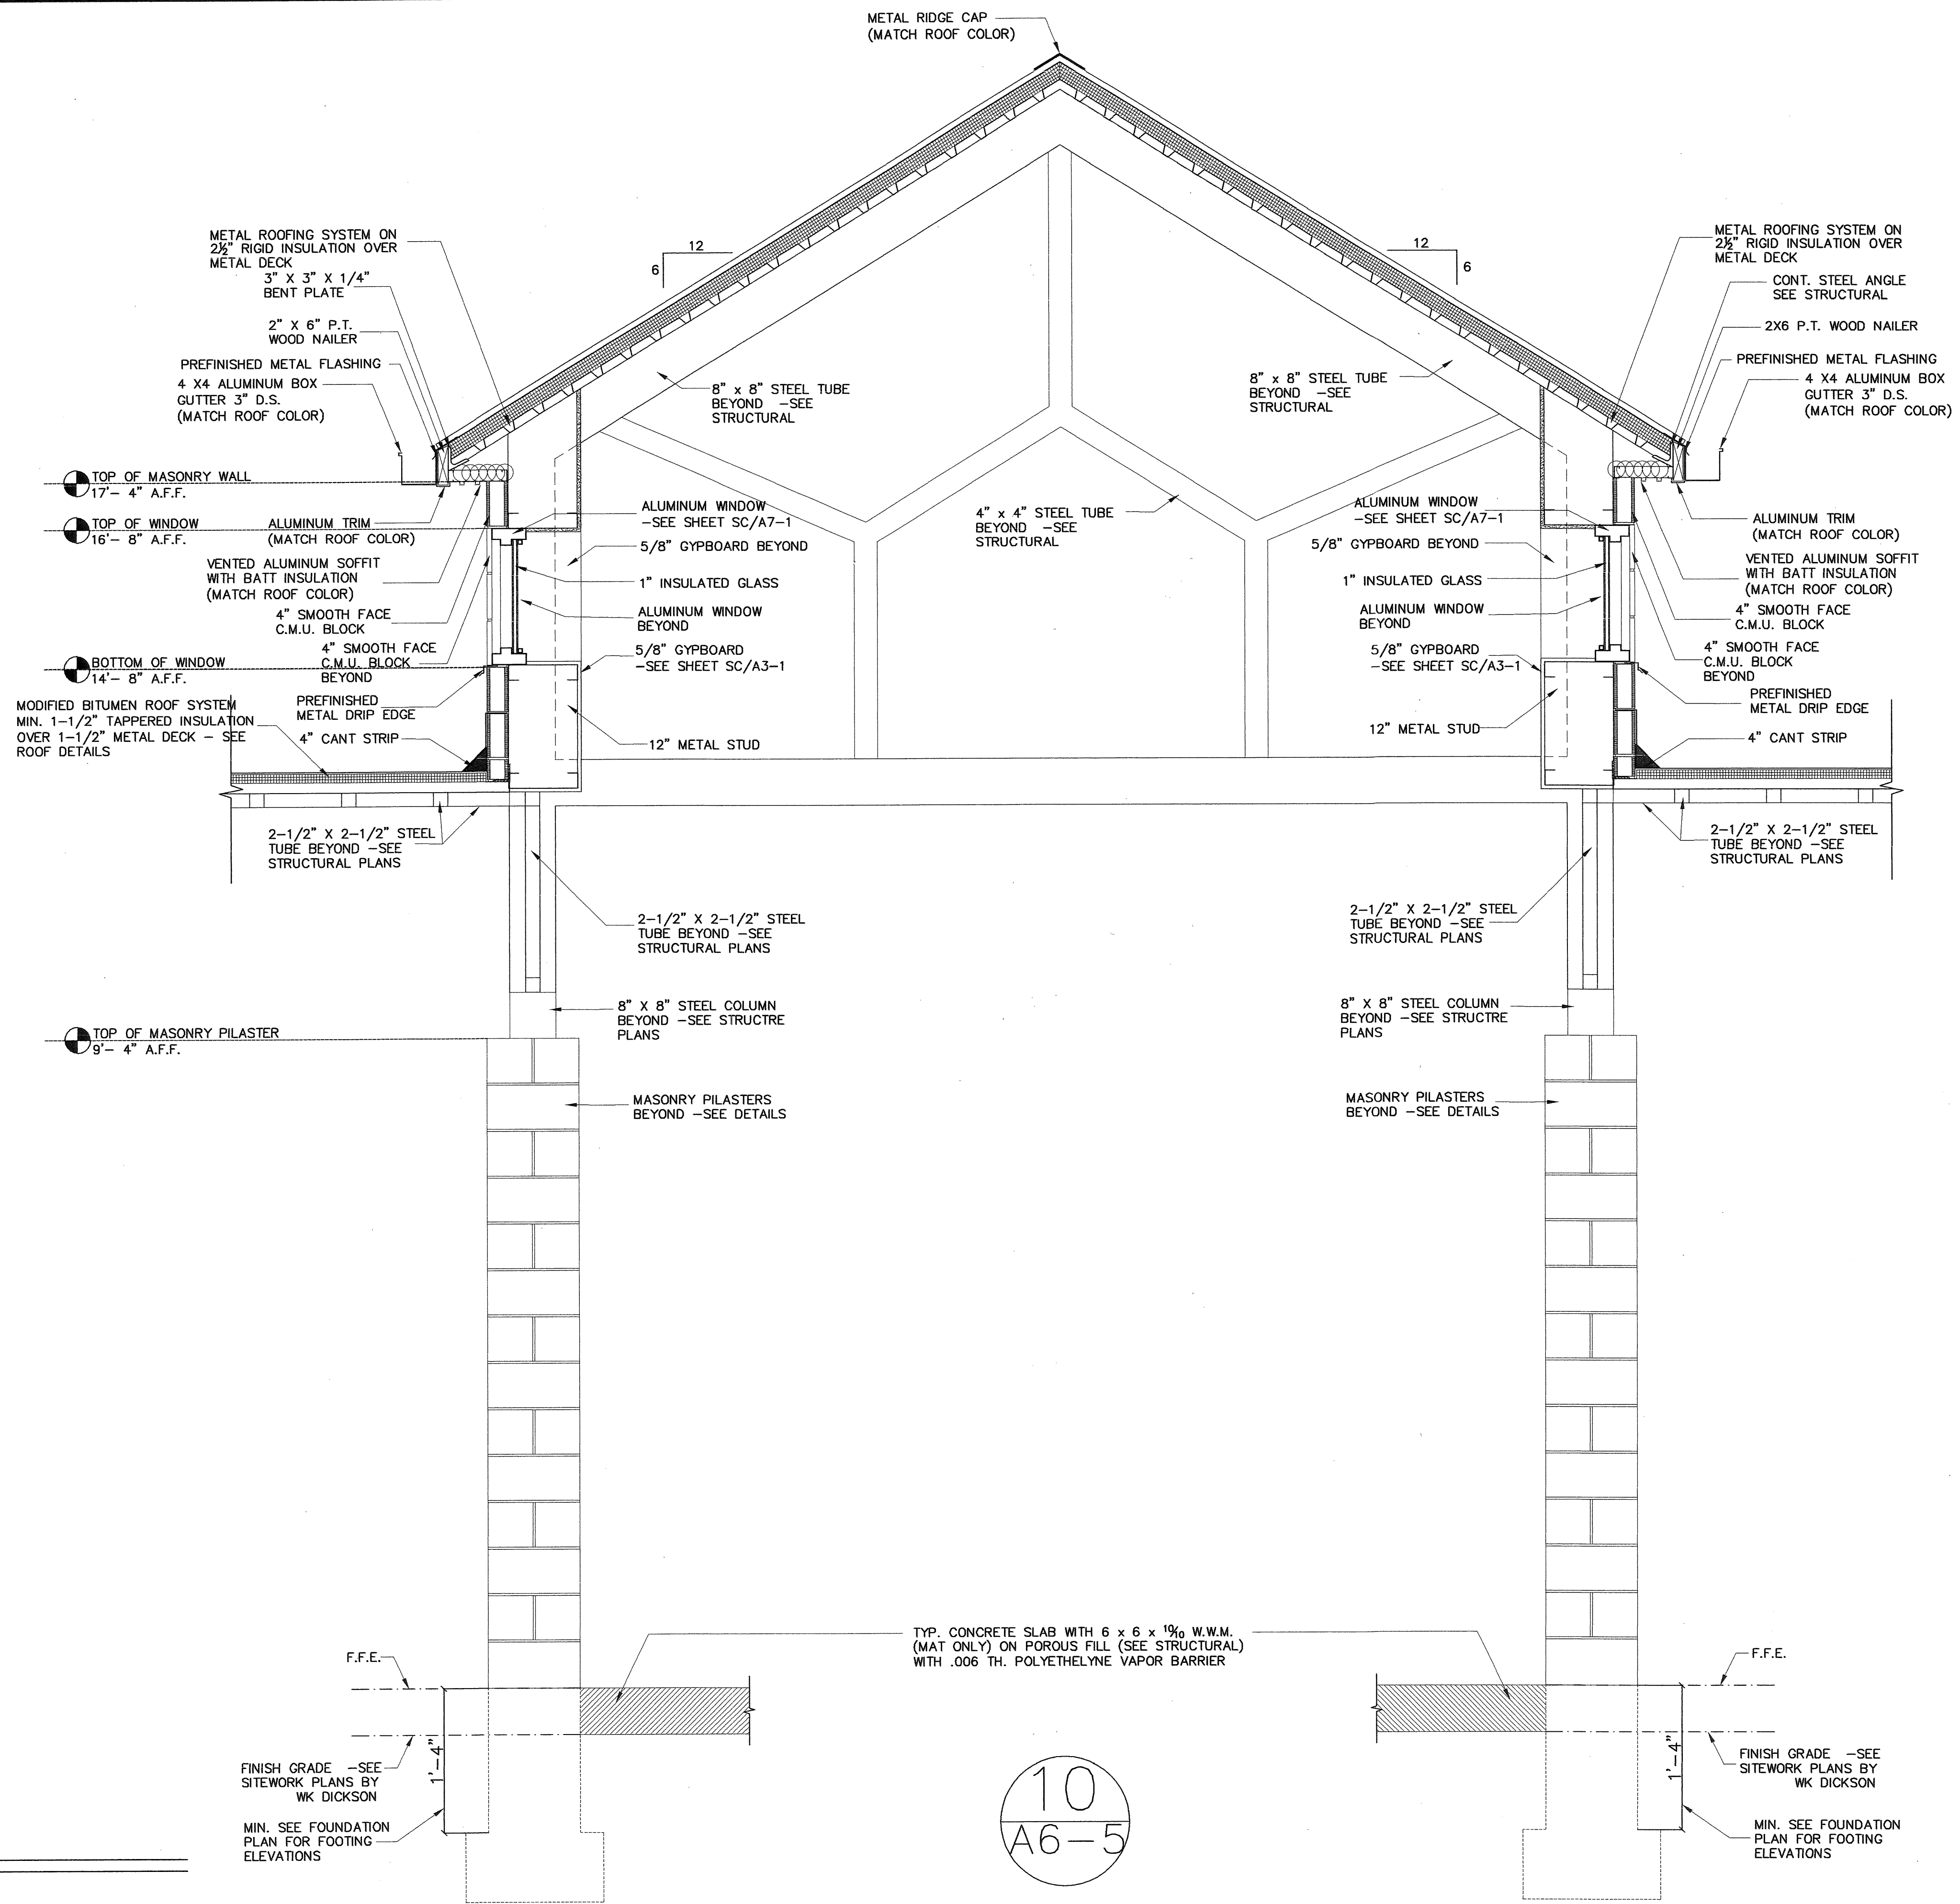 METAL RIDGE CAP
(MATCH ROOF COLOR)
METAL ROOFING SYSTEM ON
2½" RIGID INSULATION OVER
METAL DECK
3" X 3" X 1/4"
BENT PLATE
2" X 6" P.T.
WOOD NAILER
PREFINISHED METAL FLASHING
4 X4 ALUMINUM BOX
GUTTER 3" D.S.
(MATCH ROOF COLOR)
12
6
12
6
METAL ROOFING SYSTEM ON
2½" RIGID INSULATION OVER
METAL DECK
CONT. STEEL ANGLE
SEE STRUCTURAL
2X6 P.T. WOOD NAILER
PREFINISHED METAL FLASHING
4 X4 ALUMINUM BOX
GUTTER 3" D.S.
(MATCH ROOF COLOR)
8" x 8" STEEL TUBE
BEYOND -SEE
STRUCTURAL
8" x 8" STEEL TUBE
BEYOND -SEE
STRUCTURAL
TOP OF MASONRY WALL
17'- 4" A.F.F.
TOP OF WINDOW
16'- 8" A.F.F.
ALUMINUM TRIM
(MATCH ROOF COLOR)
VENTED ALUMINUM SOFFIT
WITH BATT INSULATION
(MATCH ROOF COLOR)
4" SMOOTH FACE
C.M.U. BLOCK
4" SMOOTH FACE
C.M.U. BLOCK
BEYOND
BOTTOM OF WINDOW
14'- 8" A.F.F.
PREFINISHED
METAL DRIP EDGE
MODIFIED BITUMEN ROOF SYSTEM
MIN. 1-1/2" TAPPERED INSULATION
OVER 1-1/2" METAL DECK - SEE
ROOF DETAILS
4" CANT STRIP
ALUMINUM WINDOW
-SEE SHEET SC/A7-1
5/8" GYPBOARD BEYOND
1" INSULATED GLASS
ALUMINUM WINDOW
BEYOND
5/8" GYPBOARD
-SEE SHEET SC/A3-1
12" METAL STUD
4" x 4" STEEL TUBE
BEYOND -SEE
STRUCTURAL
ALUMINUM WINDOW
-SEE SHEET SC/A7-1
5/8" GYPBOARD BEYOND
1" INSULATED GLASS
ALUMINUM WINDOW
BEYOND
5/8" GYPBOARD
-SEE SHEET SC/A3-1
12" METAL STUD
ALUMINUM TRIM
(MATCH ROOF COLOR)
VENTED ALUMINUM SOFFIT
WITH BATT INSULATION
(MATCH ROOF COLOR)
4" SMOOTH FACE
C.M.U. BLOCK
4" SMOOTH FACE
C.M.U. BLOCK
BEYOND
PREFINISHED
METAL DRIP EDGE
4" CANT STRIP
2-1/2" X 2-1/2" STEEL
TUBE BEYOND -SEE
STRUCTURAL PLANS
2-1/2" X 2-1/2" STEEL
TUBE BEYOND -SEE
STRUCTURAL PLANS
2-1/2" X 2-1/2" STEEL
TUBE BEYOND -SEE
STRUCTURAL PLANS
2-1/2" X 2-1/2" STEEL
TUBE BEYOND -SEE
STRUCTURAL PLANS
8" X 8" STEEL COLUMN
BEYOND -SEE STRUCTRE
PLANS
8" X 8" STEEL COLUMN
BEYOND -SEE STRUCTRE
PLANS
TOP OF MASONRY PILASTER
9'- 4" A.F.F.
MASONRY PILASTERS
BEYOND -SEE DETAILS
MASONRY PILASTERS
BEYOND -SEE DETAILS
TYP. CONCRETE SLAB WITH 6 x 6 x 10/10 W.W.M.
(MAT ONLY) ON POROUS FILL (SEE STRUCTURAL)
WITH .006 TH. POLYETHELYNE VAPOR BARRIER
F.F.E.
F.F.E.
1'-4"
1'-4"
FINISH GRADE -SEE
SITEWORK PLANS BY
WK DICKSON
MIN. SEE FOUNDATION
PLAN FOR FOOTING
ELEVATIONS
FINISH GRADE -SEE
SITEWORK PLANS BY
WK DICKSON
MIN. SEE FOUNDATION
PLAN FOR FOOTING
ELEVATIONS
10
A6-5